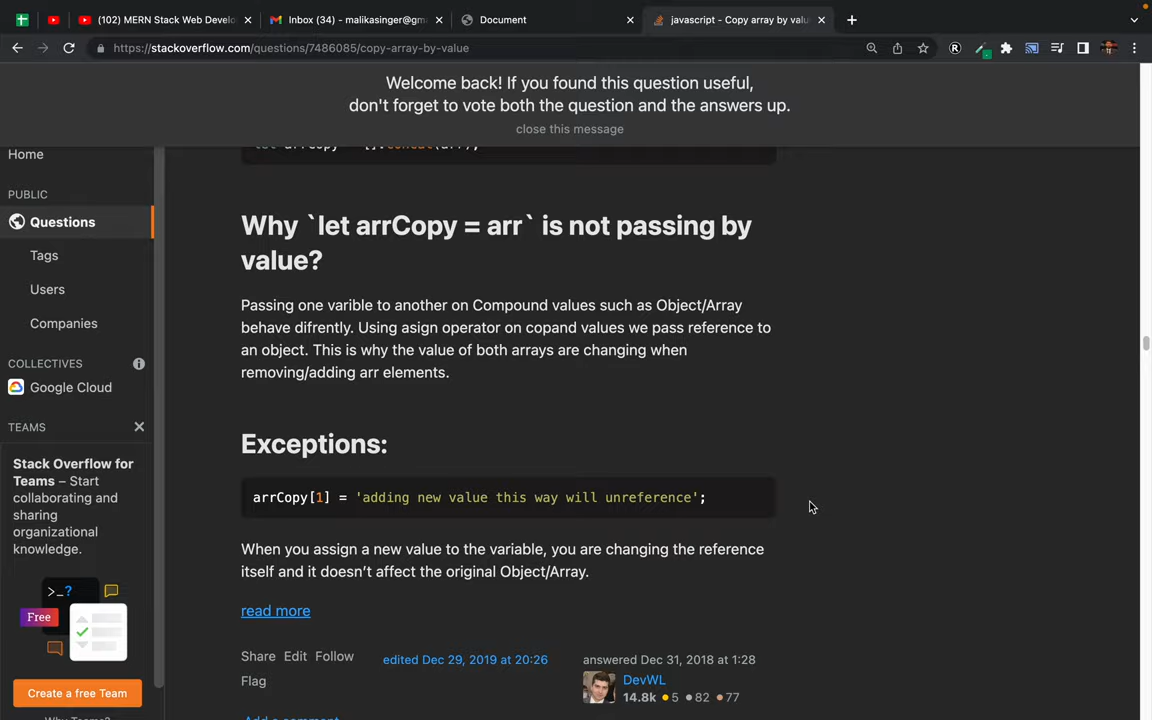 (102) MERN Stack Web Develo
Inbox (34) - malikasinger@gm
Document
javascript - Copy array by valu
https://stackoverflow.com/questions/7486085/copy-array-by-value
Welcome back! If you found this question useful,
don't forget to vote both the question and the answers up.
close this message
Home
PUBLIC
Questions
Tags
Users
Companies
COLLECTIVES
Google Cloud
TEAMS
Stack Overflow for
Teams – Start
collaborating and
sharing
organizational
knowledge.
>_?
Free
Create a free Team
let arrCopy = [].concat(arr);
Why `let arrCopy = arr` is not passing by
value?
Passing one varible to another on Compound values such as Object/Array
behave difrently. Using asign operator on copand values we pass reference to
an object. This is why the value of both arrays are changing when
removing/adding arr elements.
Exceptions:
arrCopy[1] = 'adding new value this way will unreference';
When you assign a new value to the variable, you are changing the reference
itself and it doesn't affect the original Object/Array.
read more
Share Edit Follow
Flag
edited Dec 29, 2019 at 20:26
answered Dec 31, 2018 at 1:28
DevWL
14.8k 5 82 77
Add a comment